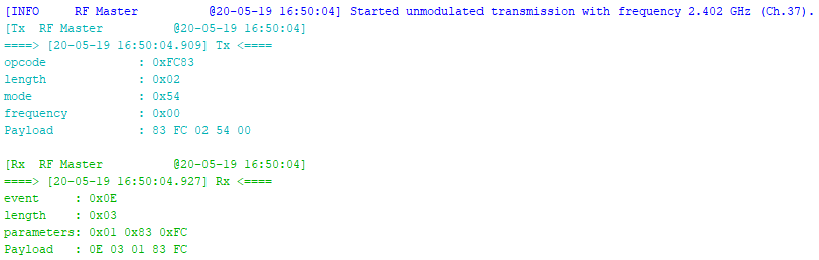 [INFO     RF Master          @20-05-19 16:50:04] Started unmodulated transmission with frequency 2.402 GHz (Ch.37).
[Tx  RF Master          @20-05-19 16:50:04]
====> [20-05-19 16:50:04.909] Tx <====
opcode             : 0xFC83
length             : 0x02
mode               : 0x54
frequency          : 0x00
Payload            : 83 FC 02 54 00
[Rx  RF Master          @20-05-19 16:50:04]
====> [20-05-19 16:50:04.927] Rx <====
event     : 0x0E
length    : 0x03
parameters: 0x01 0x83 0xFC
Payload   : 0E 03 01 83 FC